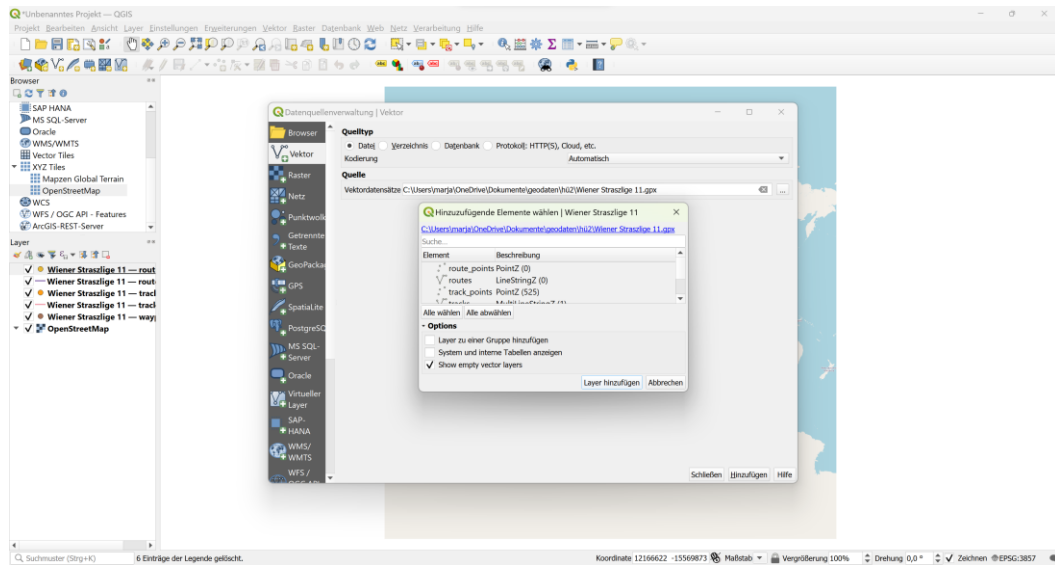 *Unbenanntes Projekt — QGIS
Projekt Bearbeiten Ansicht Layer Einstellungen Erweiterungen Vektor Raster Datenbank Web Netz Verarbeitung Hilfe
Browser
SAP HANA
MS SQL-Server
Oracle
WMS/WMTS
Vector Tiles
XYZ Tiles
Mapzen Global Terrain
OpenStreetMap
WCS
WFS / OGC API - Features
ArcGIS-REST-Server
Layer
Wiener Straszlige 11 — rout
Wiener Straszlige 11 — rout
Wiener Straszlige 11 — track
Wiener Straszlige 11 — track
Wiener Straszlige 11 — way
OpenStreetMap
Datenquellenverwaltung | Vektor
Browser
Vektor
Raster
Netz
Punktwolk
Getrennte
Texte
GeoPacka
GPS
SpatiaLite
PostgreSQ
MS SQL-
Server
Oracle
Virtueller
Layer
SAP-
HANA
WMS/
WMTS
WFS /
OGC API
Quelltyp
Datei Verzeichnis Datenbank Protokoll: HTTP(S), Cloud, etc.
Kodierung Automatisch
Quelle
Vektordatensätze C:\Users\marja\OneDrive\Dokumente\geodaten\hü2\Wiener Straszlige 11.gpx
...
Hinzuzufügende Elemente wählen | Wiener Straszlige 11
C:\Users\marja\OneDrive\Dokumente\geodaten\hü2\Wiener Straszlige 11.gpx
Suche...
Element Beschreibung
route_points PointZ (0)
routes LineStringZ (0)
track_points PointZ (525)
tracks MultiLineStringZ (1)
Alle wählen Alle abwählen
Options
Layer zu einer Gruppe hinzufügen
System und interne Tabellen anzeigen
Show empty vector layers
Layer hinzufügen Abbrechen
Schließen Hinzufügen Hilfe
Suchmuster (Strg+K) 6 Einträge der Legende gelöscht. Koordinate 12166622 -15569873 Maßstab Vergrößerung 100% Drehung 0,0 ° Zeichnen EPSG:3857